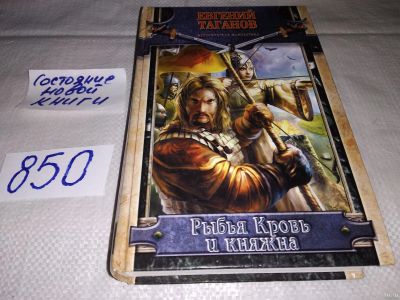 Состояние
новой
книги
850
ЕВГЕНИЙ
ТАГАНОВ
Рыбья Кровь
и княжна